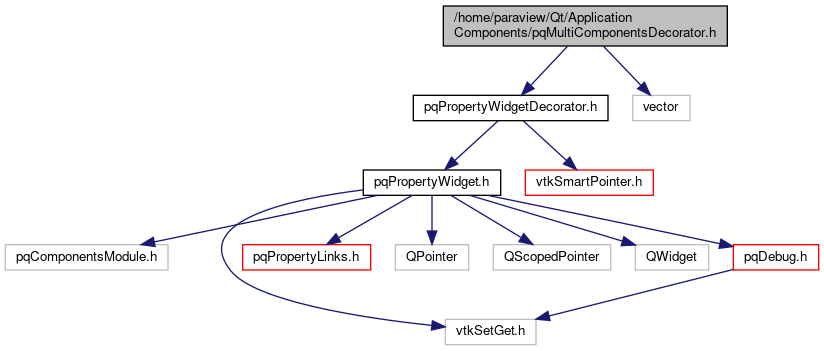 /home/paraview/Qt/Application
Components/pqMultiComponentsDecorator.h
pqPropertyWidgetDecorator.h
vector
pqPropertyWidget.h
vtkSmartPointer.h
pqComponentsModule.h
pqPropertyLinks.h
QPointer
QScopedPointer
QWidget
pqDebug.h
vtkSetGet.h